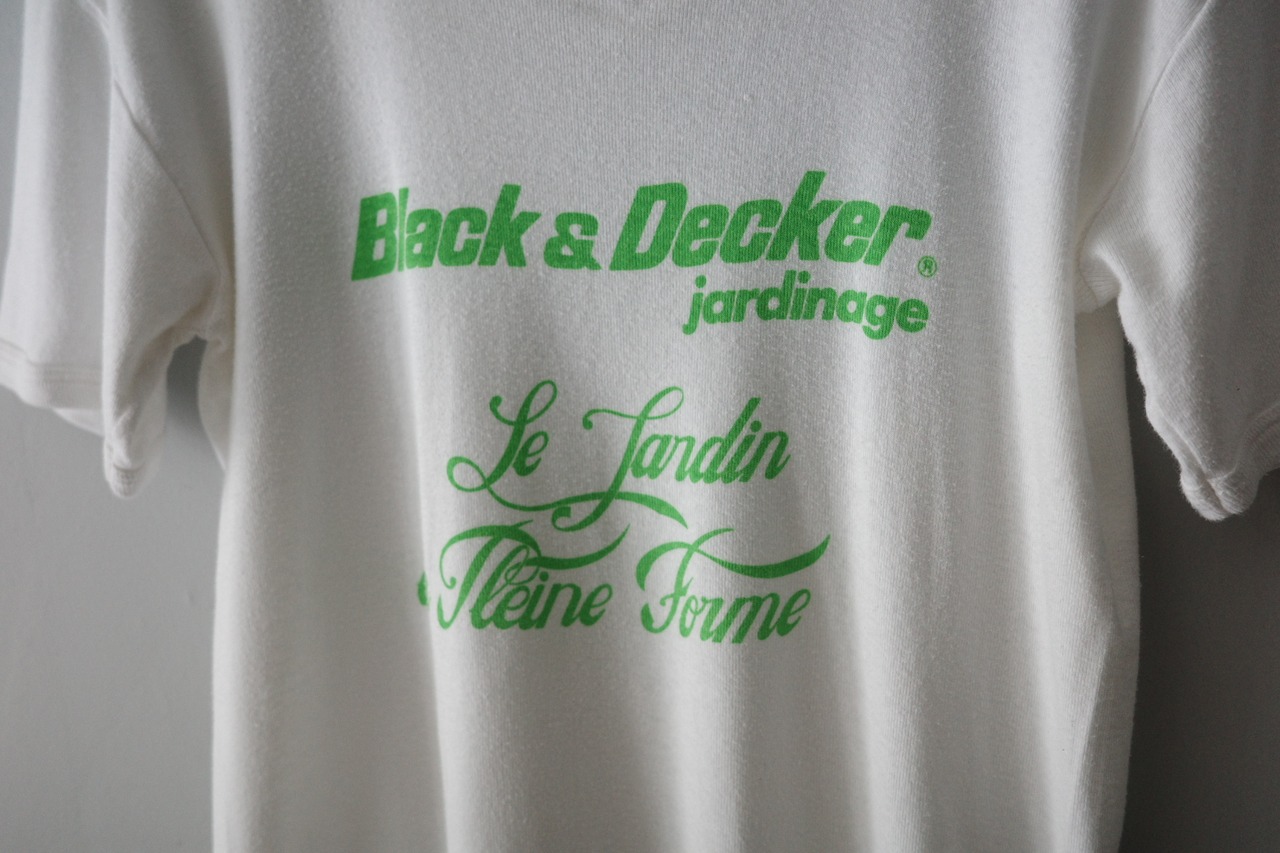 Black & Decker®
jardinage
Le Jardin
Pleine Forme